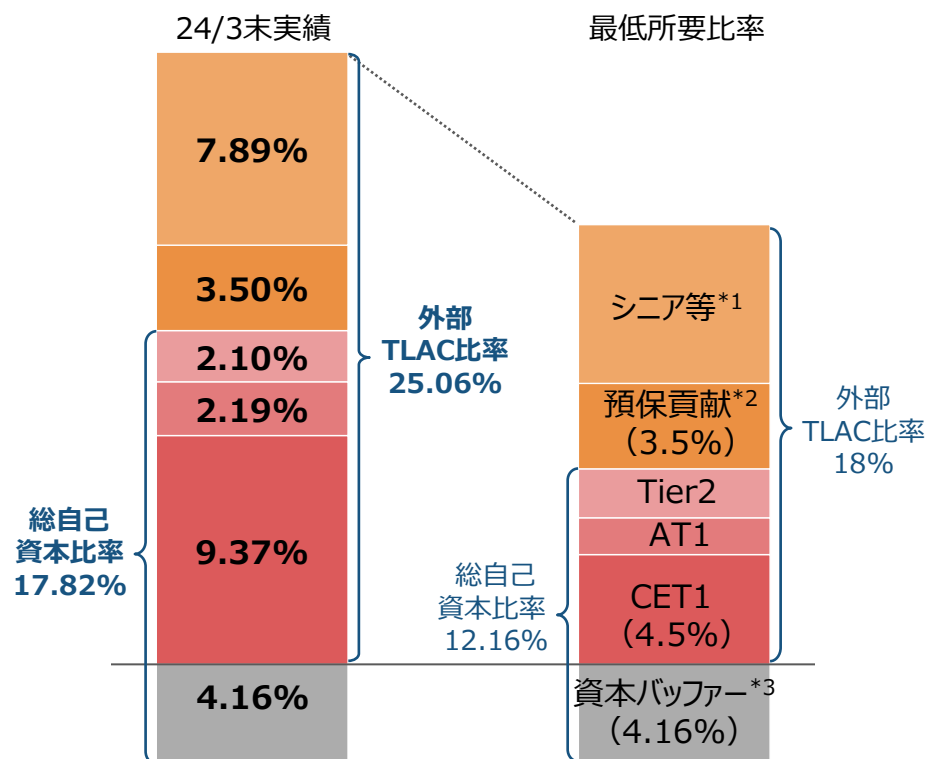 24/3末実績
7.89%
3.50%
2.10%
2.19%
9.37%
4.16%
外部
TLAC比率
25.06%
総自己
資本比率
17.82%
最低所要比率
シニア等*1
預保貢献*2
（3.5%）
Tier2
AT1
CET1
（4.5%）
資本バッファー*3
（4.16%）
外部
TLAC比率
18%
総自己
資本比率
12.16%